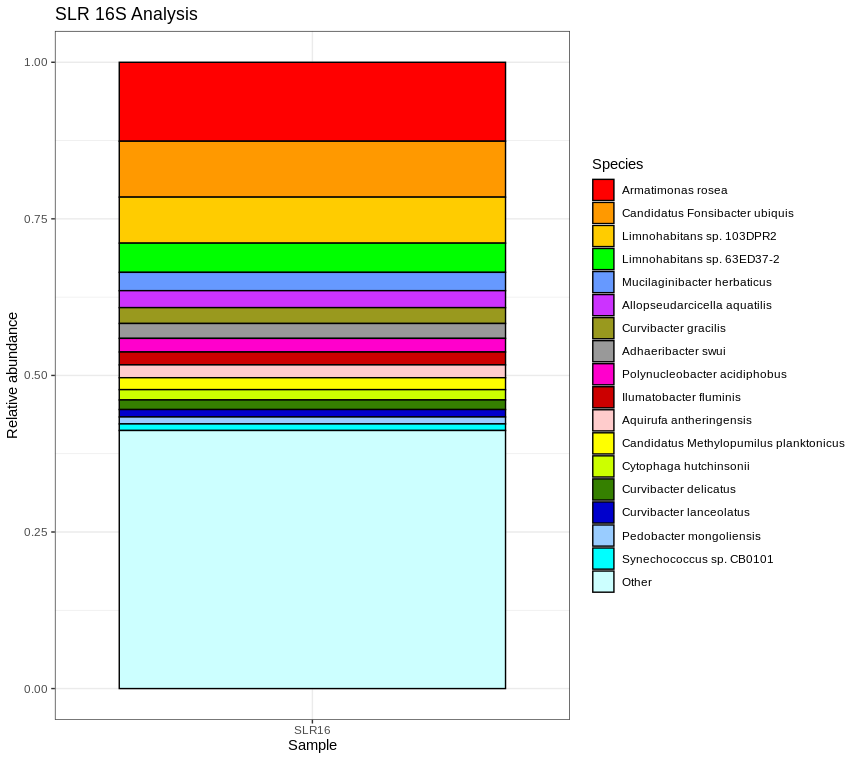 SLR 16S Analysis
1.00
0.75
0.50
0.25
0.00
Relative abundance
SLR16
Sample
Species
Armatimonas rosea
Candidatus Fonsibacter ubiquis
Limnohabitans sp. 103DPR2
Limnohabitans sp. 63ED37-2
Mucilaginibacter herbaticus
Allopseudarcicella aquatilis
Curvibacter gracilis
Adhaeribacter swui
Polynucleobacter acidiphobus
Ilumatobacter fluminis
Aquirufa antheringensis
Candidatus Methylopumilus planktonicus
Cytophaga hutchinsonii
Curvibacter delicatus
Curvibacter lanceolatus
Pedobacter mongoliensis
Synechococcus sp. CB0101
Other